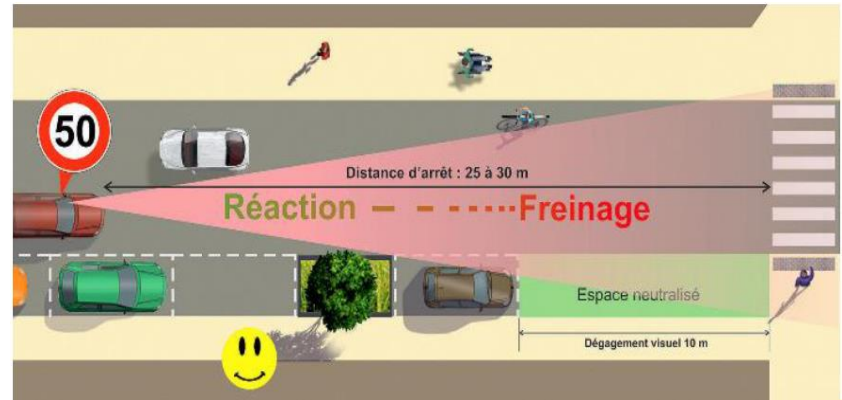 50
Distance d'arrêt : 25 à 30 m
Réaction Freinage
Espace neutralisé
Dégagement visuel 10 m